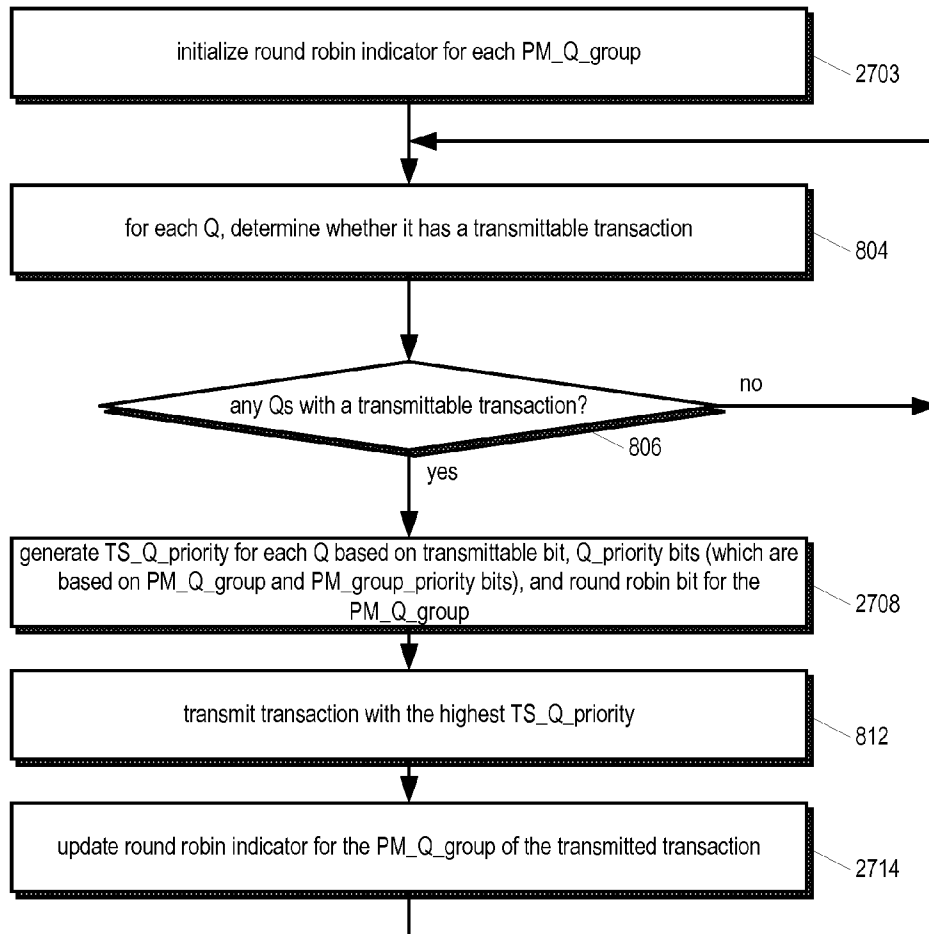 initialize round robin indicator for each PM_Q_group
2703
for each Q, determine whether it has a transmittable transaction
804
any Qs with a transmittable transaction?
no
806
yes
generate TS_Q_priority for each Q based on transmittable bit, Q_priority bits (which are
based on PM_Q_group and PM_group_priority bits), and round robin bit for the
PM_Q_group
2708
transmit transaction with the highest TS_Q_priority
812
update round robin indicator for the PM_Q_group of the transmitted transaction
2714